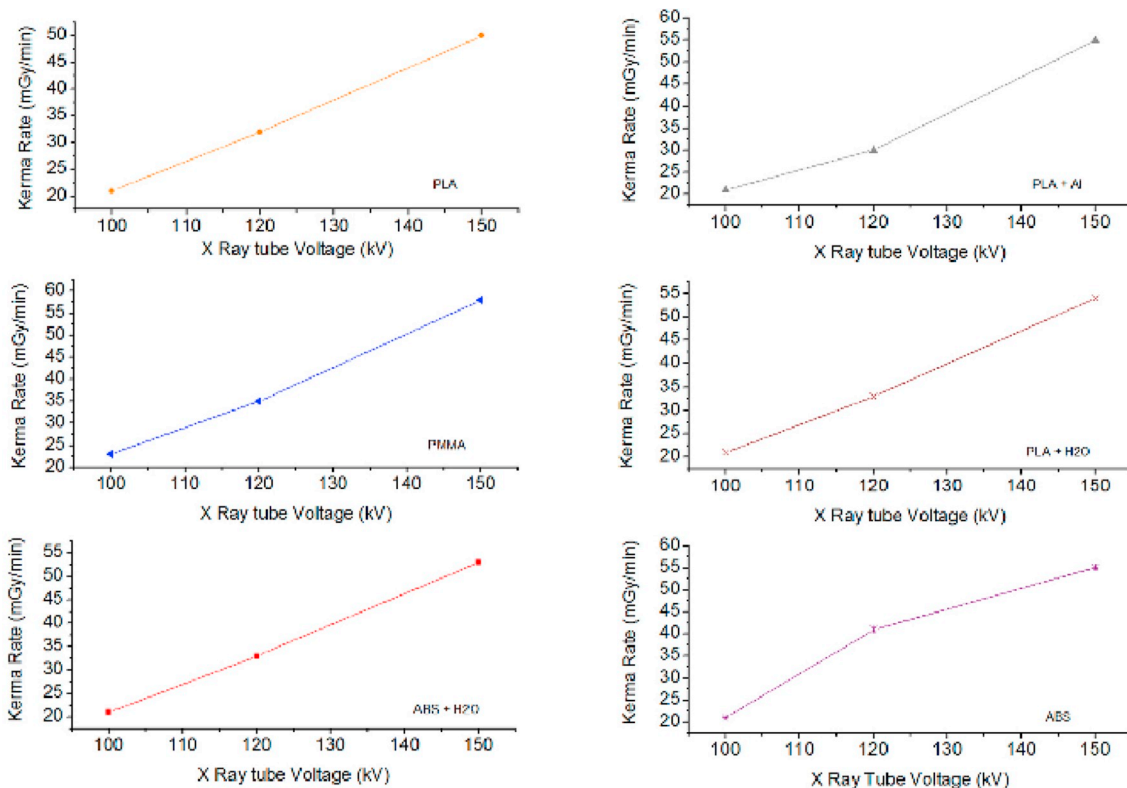 Kerma Rate (mGy/min)
50
45
40
35
30
25
20
PLA
100 110 120 130 140 150
X Ray tube Voltage (kV)
Kerma Rate (mGy/min)
55
50
45
40
35
30
25
20
PLA + Al
100 110 120 130 140 150
X Ray tube Voltage (kV)
Kerma Rate (mGy/min)
60
55
50
45
40
35
30
25
20
PMMA
100 110 120 130 140 150
X Ray tube Voltage (kV)
Kerma Rate (mGy/min)
55
50
45
40
35
30
25
20
PLA + H2O
100 110 120 130 140 150
X Ray tube Voltage (kV)
Kerma Rate (mGy/min)
55
50
45
40
35
30
25
20
ABS + H2O
100 110 120 130 140 150
X Ray tube Voltage (kV)
Kerma Rate (mGy/min)
60
55
50
45
40
35
30
25
20
ABS
100 110 120 130 140 150
X Ray Tube Voltage (kV)